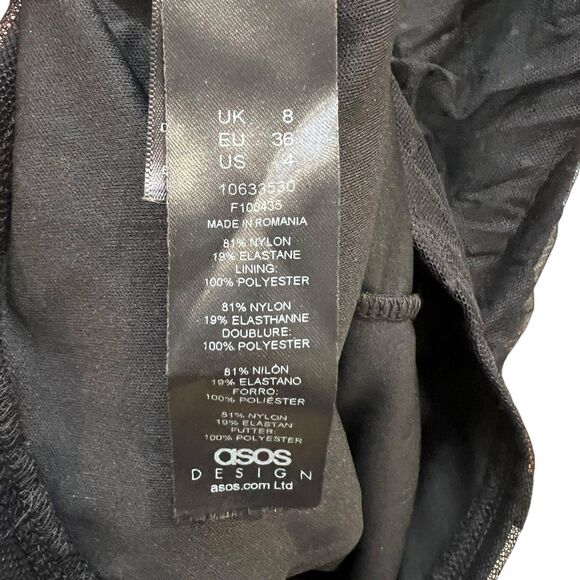 UK 8
EU 36
US 4
10633530
F100435
MADE IN ROMANIA
81% NYLON
19% ELASTANE
LINING:
100% POLYESTER
81% NYLON
19% ELASTHANNE
DOUBLURE:
100% POLYESTER
81% NILÓN
19% ELASTANO
FORRO:
100% POLIÉSTER
81% NYLON
19% ELASTAN
FUTTER:
100% POLYESTER
asos
DESIGN
asos.com Ltd